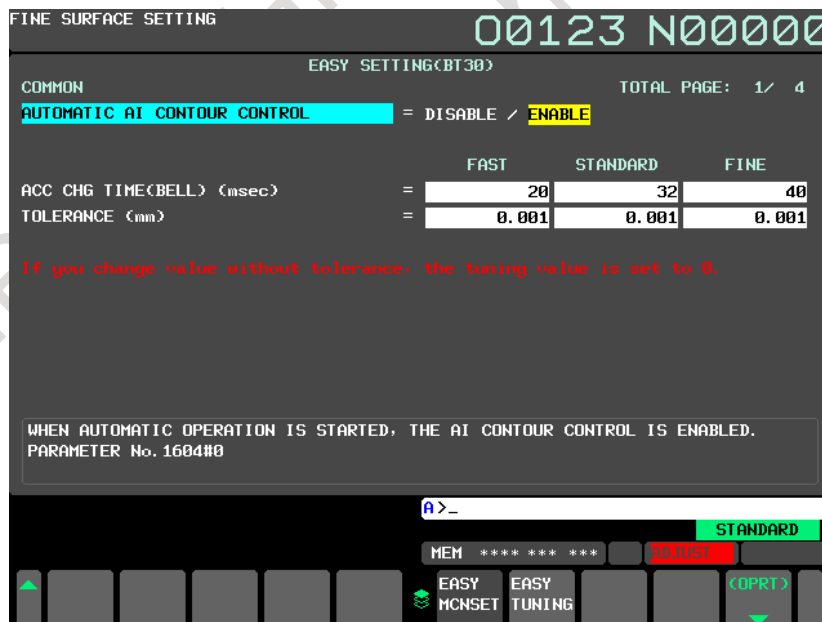 FINE SURFACE SETTING
O0123 N00000
EASY SETTING(BT30)
COMMON TOTAL PAGE: 1/ 4
AUTOMATIC AI CONTOUR CONTROL = DISABLE / ENABLE
FAST STANDARD FINE
ACC CHG TIME(BELL) (msec) = 20 32 40
TOLERANCE (mm) = 0.001 0.001 0.001
If you change value without tolerance, the tuning value is set to 0.
WHEN AUTOMATIC OPERATION IS STARTED, THE AI CONTOUR CONTROL IS ENABLED.
PARAMETER No.1604#0
A>_
STANDARD
MEM **** *** *** ADJUST
EASY MCNSET EASY TUNING (OPRT)